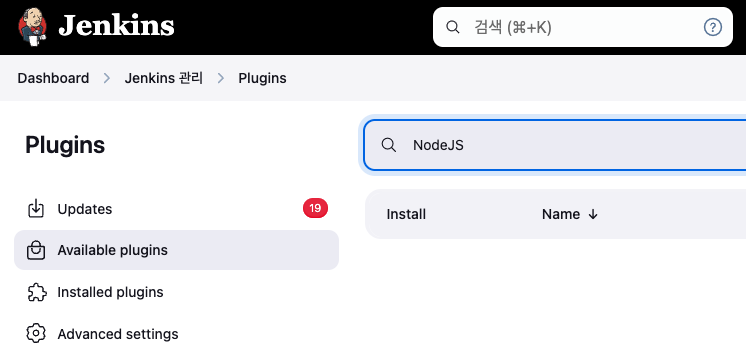 Jenkins
검색 (⌘+K)
?
Dashboard > Jenkins 관리 > Plugins
Plugins
NodeJS
Updates 19
Available plugins
Installed plugins
Advanced settings
Install Name ↓